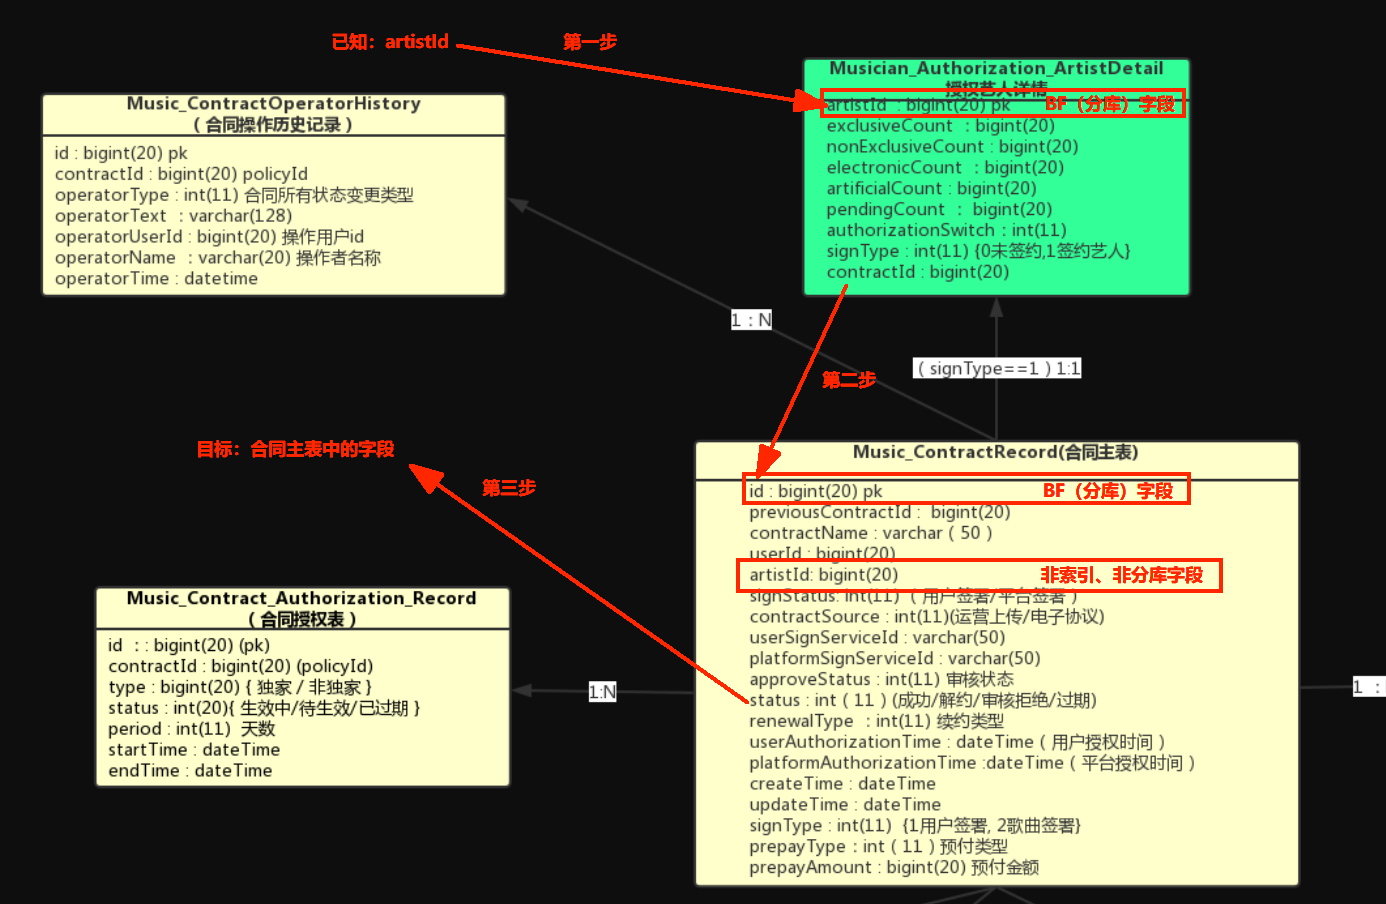 已知：artistId
第一步
Musician_Authorization_ArtistDetail
授权艺人详情
artistId : bigint(20) pk
BF（分库）字段
exclusiveCount : bigint(20)
nonExclusiveCount : bigint(20)
electronicCount : bigint(20)
artificialCount : bigint(20)
pendingCount : bigint(20)
authorizationSwitch : int(11)
signType : int(11) {0未签约,1签约艺人}
contractId : bigint(20)
Music_ContractOperatorHistory
（合同操作历史记录）
id : bigint(20) pk
contractId : bigint(20) policyId
operatorType : int(11) 合同所有状态变更类型
operatorText : varchar(128)
operatorUserId : bigint(20) 操作用户id
operatorName : varchar(20) 操作者名称
operatorTime : datetime
1 : N
（signType==1）1:1
第二步
目标：合同主表中的字段
第三步
Music_ContractRecord(合同主表)
id : bigint(20) pk
BF（分库）字段
previousContractId : bigint(20)
contractName : varchar（50）
userId : bigint(20)
artistId: bigint(20)
非索引、非分库字段
signStatus: int(11)（用户签署/平台签署）
contractSource : int(11)(运营上传/电子协议)
userSignServiceId : varchar(50)
platformSignServiceId : varchar(50)
approveStatus : int(11) 审核状态
status : int（11）(成功/解约/审核拒绝/过期)
renewalType : int(11) 续约类型
userAuthorizationTime : dateTime（用户授权时间）
platformAuthorizationTime :dateTime（平台授权时间）
createTime : dateTime
updateTime : dateTime
signType : int(11) {1用户签署, 2歌曲签署}
prepayType : int（11）预付类型
prepayAmount : bigint(20) 预付金额
Music_Contract_Authorization_Record
（合同授权表）
id : : bigint(20) (pk)
contractId : bigint(20) (policyId)
type : bigint(20) { 独家 / 非独家 }
status : int(20){ 生效中/待生效/已过期 }
period : int(11) 天数
startTime : dateTime
endTime : dateTime
1:N
1 :